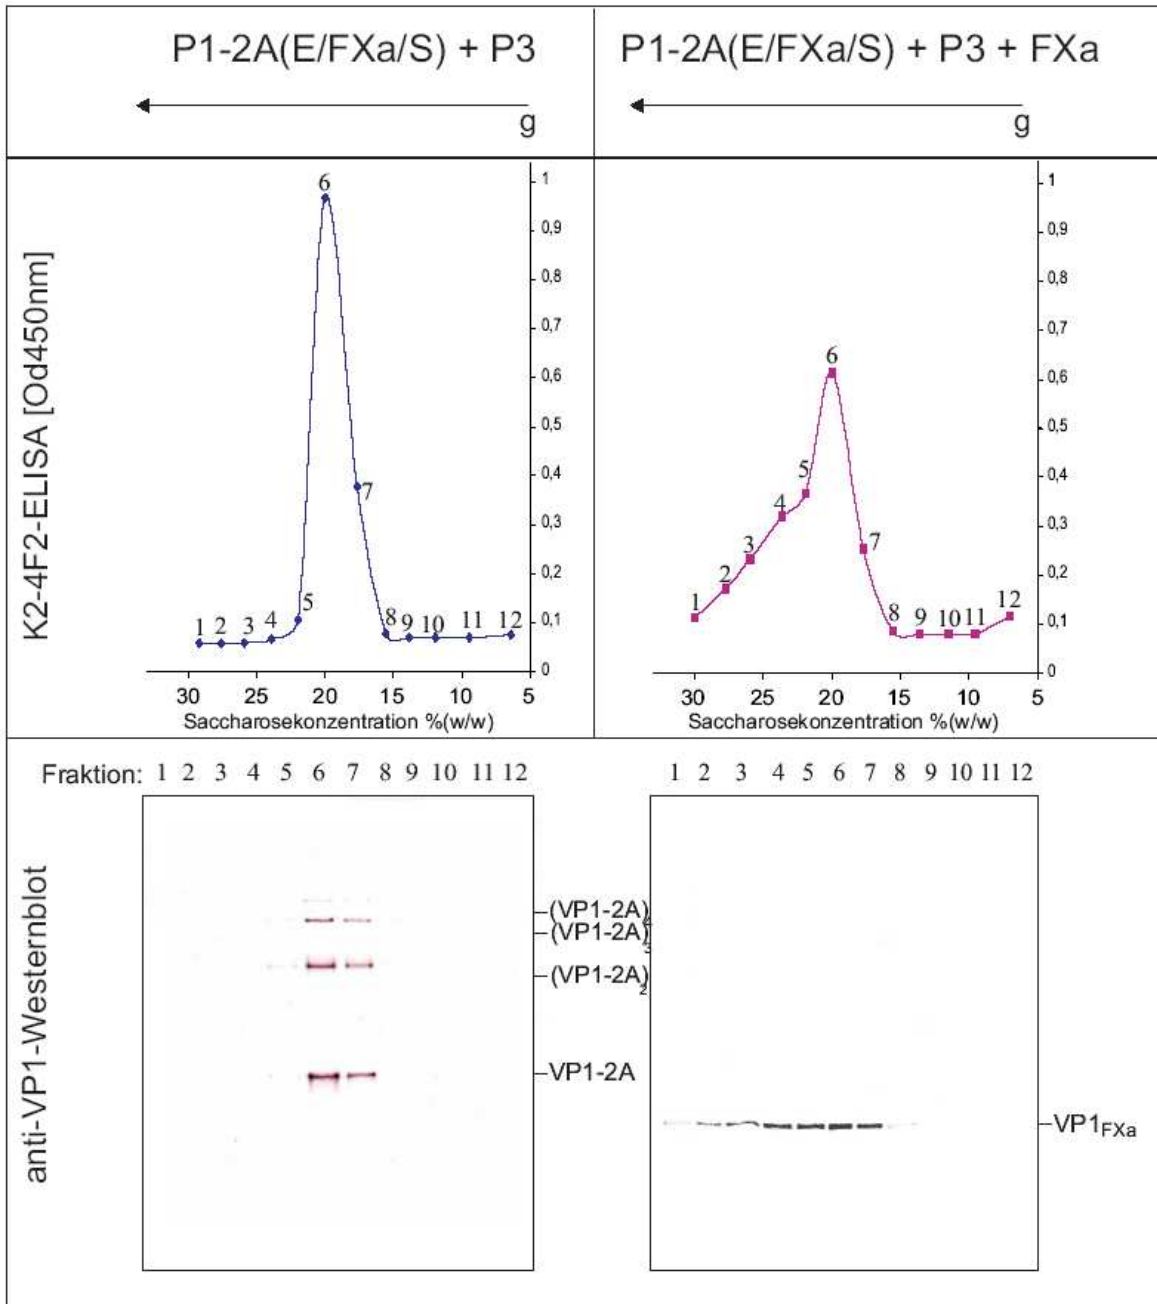 P1-2A(E/FXa/S) + P3
g
P1-2A(E/FXa/S) + P3 + FXa
g
K2-4F2-ELISA [Od450nm]
1
0,9
0,8
0,7
0,6
0,5
0,4
0,3
0,2
0,1
0
1 2 3 4 5 6 7 8 9 10 11 12
30 25 20 15 10 5
Saccharosekonzentration %(w/w)
1
0,9
0,8
0,7
0,6
0,5
0,4
0,3
0,2
0,1
0
1 2 3 4 5 6 7 8 9 10 11 12
30 25 20 15 10 5
Saccharosekonzentration %(w/w)
anti-VP1-Westernblot
Fraktion: 1 2 3 4 5 6 7 8 9 10 11 12
(VP1-2A)4
(VP1-2A)3
(VP1-2A)2
VP1-2A
1 2 3 4 5 6 7 8 9 10 11 12
VP1FXa